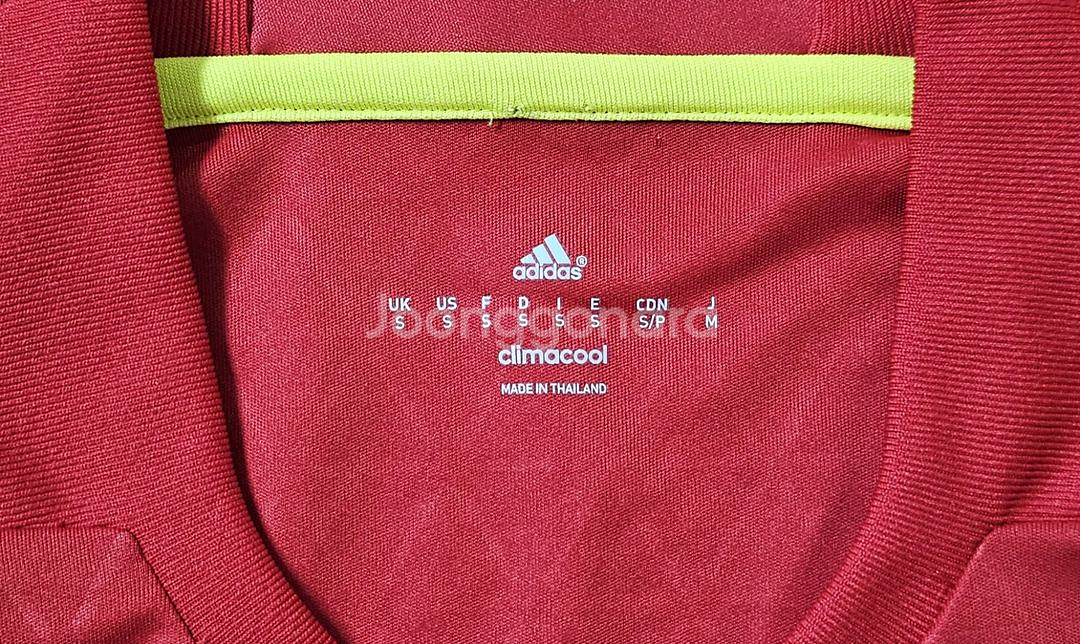 adidas®
UK US F D I E CDN J
S S S S S S S/P M
Joonggonara
climacool
MADE IN THAILAND